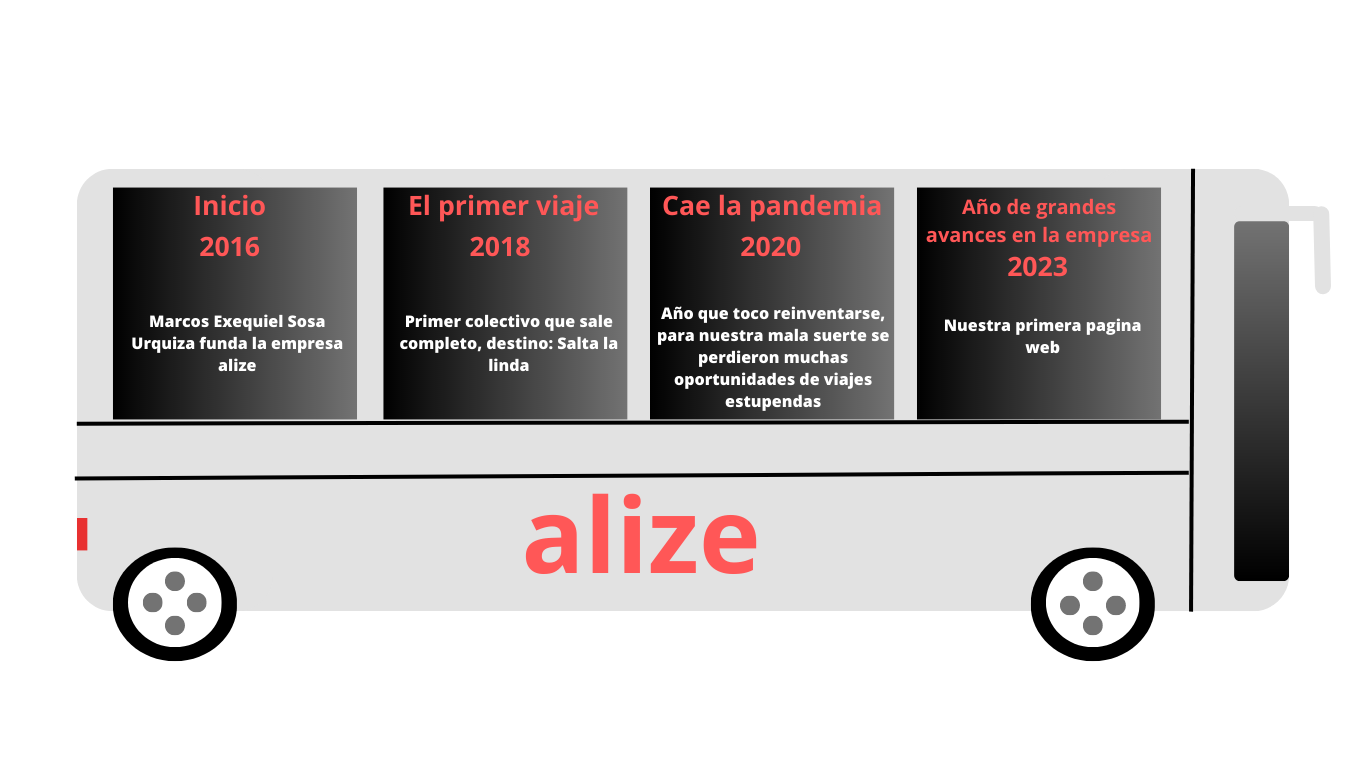 Inicio
2016
Marcos Exequiel Sosa
Urquiza funda la empresa
alize
El primer viaje
2018
Primer colectivo que sale
completo, destino: Salta la
linda
Cae la pandemia
2020
Año que toco reinventarse,
para nuestra mala suerte se
perdieron muchas
oportunidades de viajes
estupendas
Año de grandes
avances en la empresa
2023
Nuestra primera pagina
web
alize